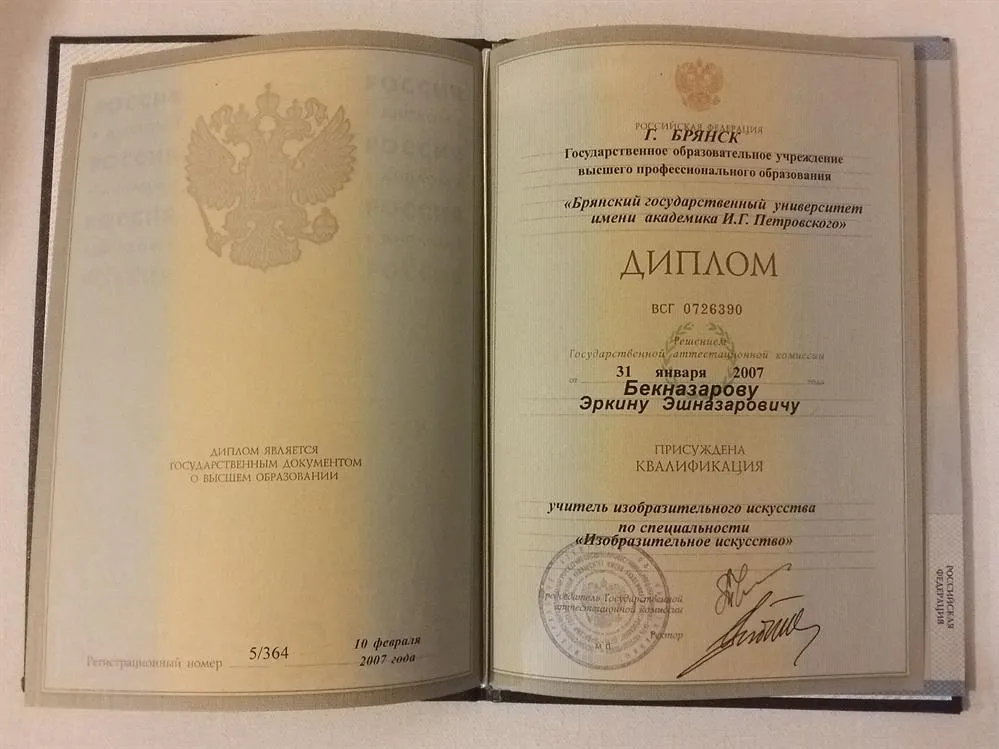 ДИПЛОМ ЯВЛЯЕТСЯ
ГОСУДАРСТВЕННЫМ ДОКУМЕНТОМ
О ВЫСШЕМ ОБРАЗОВАНИИ
Регистрационный номер 5/364
10 февраля
2007 года
РОССИЙСКАЯ ФЕДЕРАЦИЯ
Г. БРЯНСК
Государственное образовательное учреждение
высшего профессионального образования
«Брянский государственный университет
имени академика И.Г. Петровского»
ДИПЛОМ
ВСГ 0726390
Решением
Государственной аттестационной комиссии
от 31 января 2007 года
Бекназарову
Эркину Эшназаровичу
ПРИСУЖДЕНА
КВАЛИФИКАЦИЯ
учитель изобразительного искусства
по специальности
«Изобразительное искусство»
редседатель Государственной
аттестационной комиссии
Ректор
М.П.
РОССИЙСКАЯ
ФЕДЕРАЦИЯ